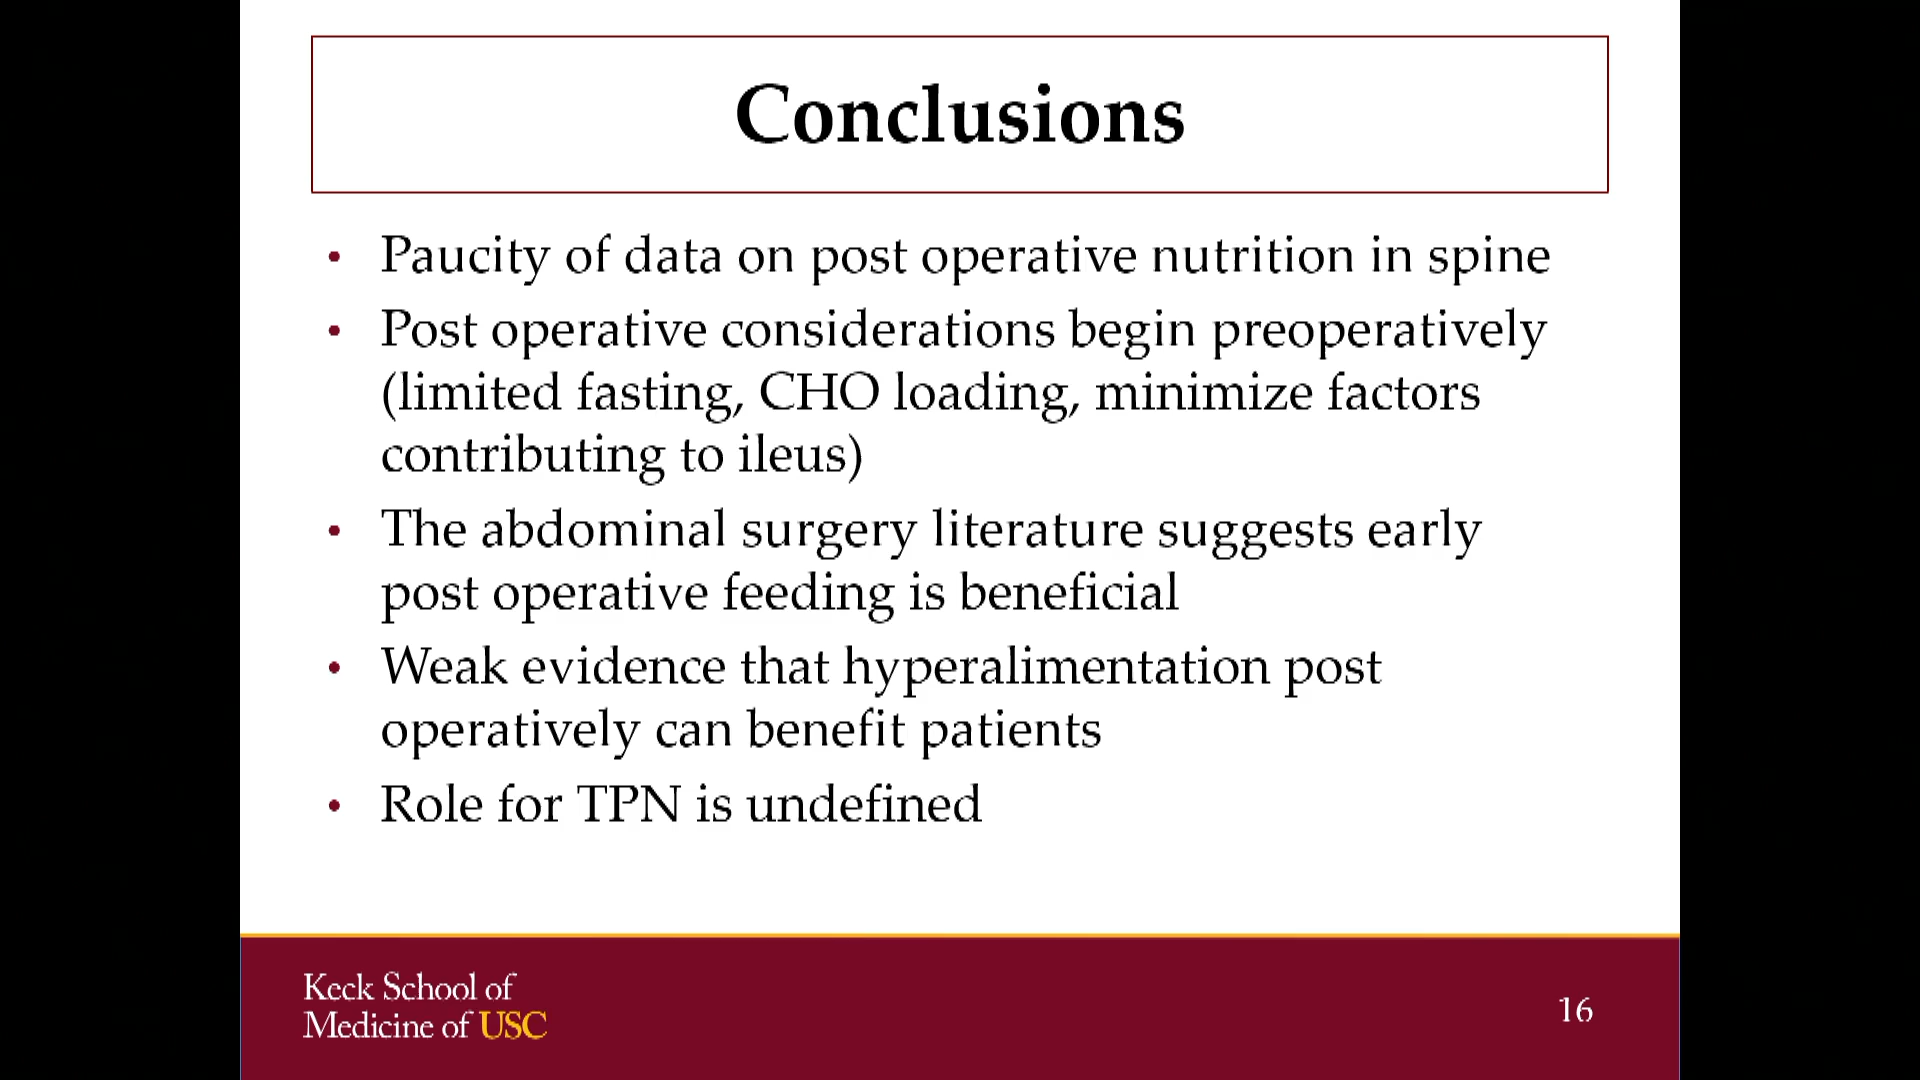 Conclusions
• Paucity of data on post operative nutrition in spine
• Post operative considerations begin preoperatively
(limited fasting, CHO loading, minimize factors
contributing to ileus)
• The abdominal surgery literature suggests early
post operative feeding is beneficial
• Weak evidence that hyperalimentation post
operatively can benefit patients
• Role for TPN is undefined
Keck School of
Medicine of USC
16